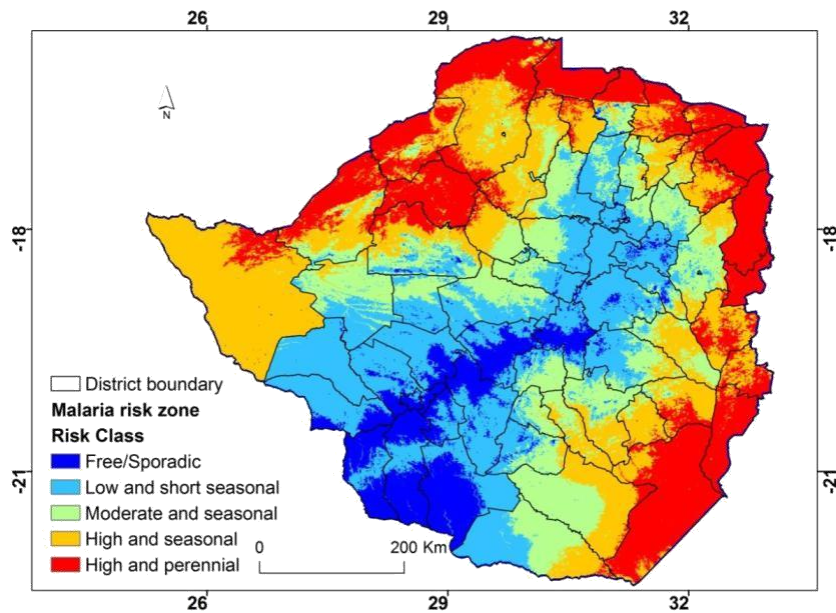 26 29 32
N
-18 -18
District boundary
Malaria risk zone
Risk Class
Free/Sporadic
-21 -21
Low and short seasonal
Moderate and seasonal
High and seasonal
0 200 Km
High and perennial
26 29 32